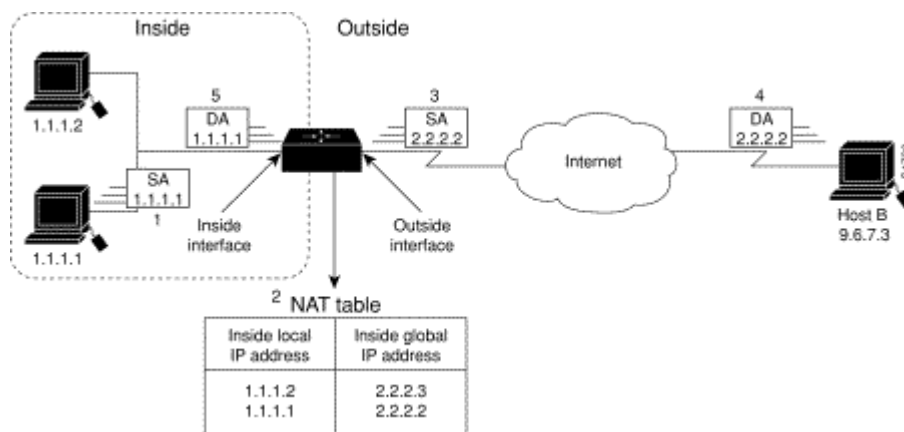 Inside
Outside
1.1.1.2
5
DA
1.1.1.1
3
SA
2.2.2.2
4
DA
2.2.2.2
Internet
SA
1.1.1.1
1
1.1.1.1
Inside
interface
Outside
interface
Host B
9.6.7.3
2
NAT table
Inside local
IP address
Inside global
IP address
1.1.1.2
2.2.2.3
1.1.1.1
2.2.2.2